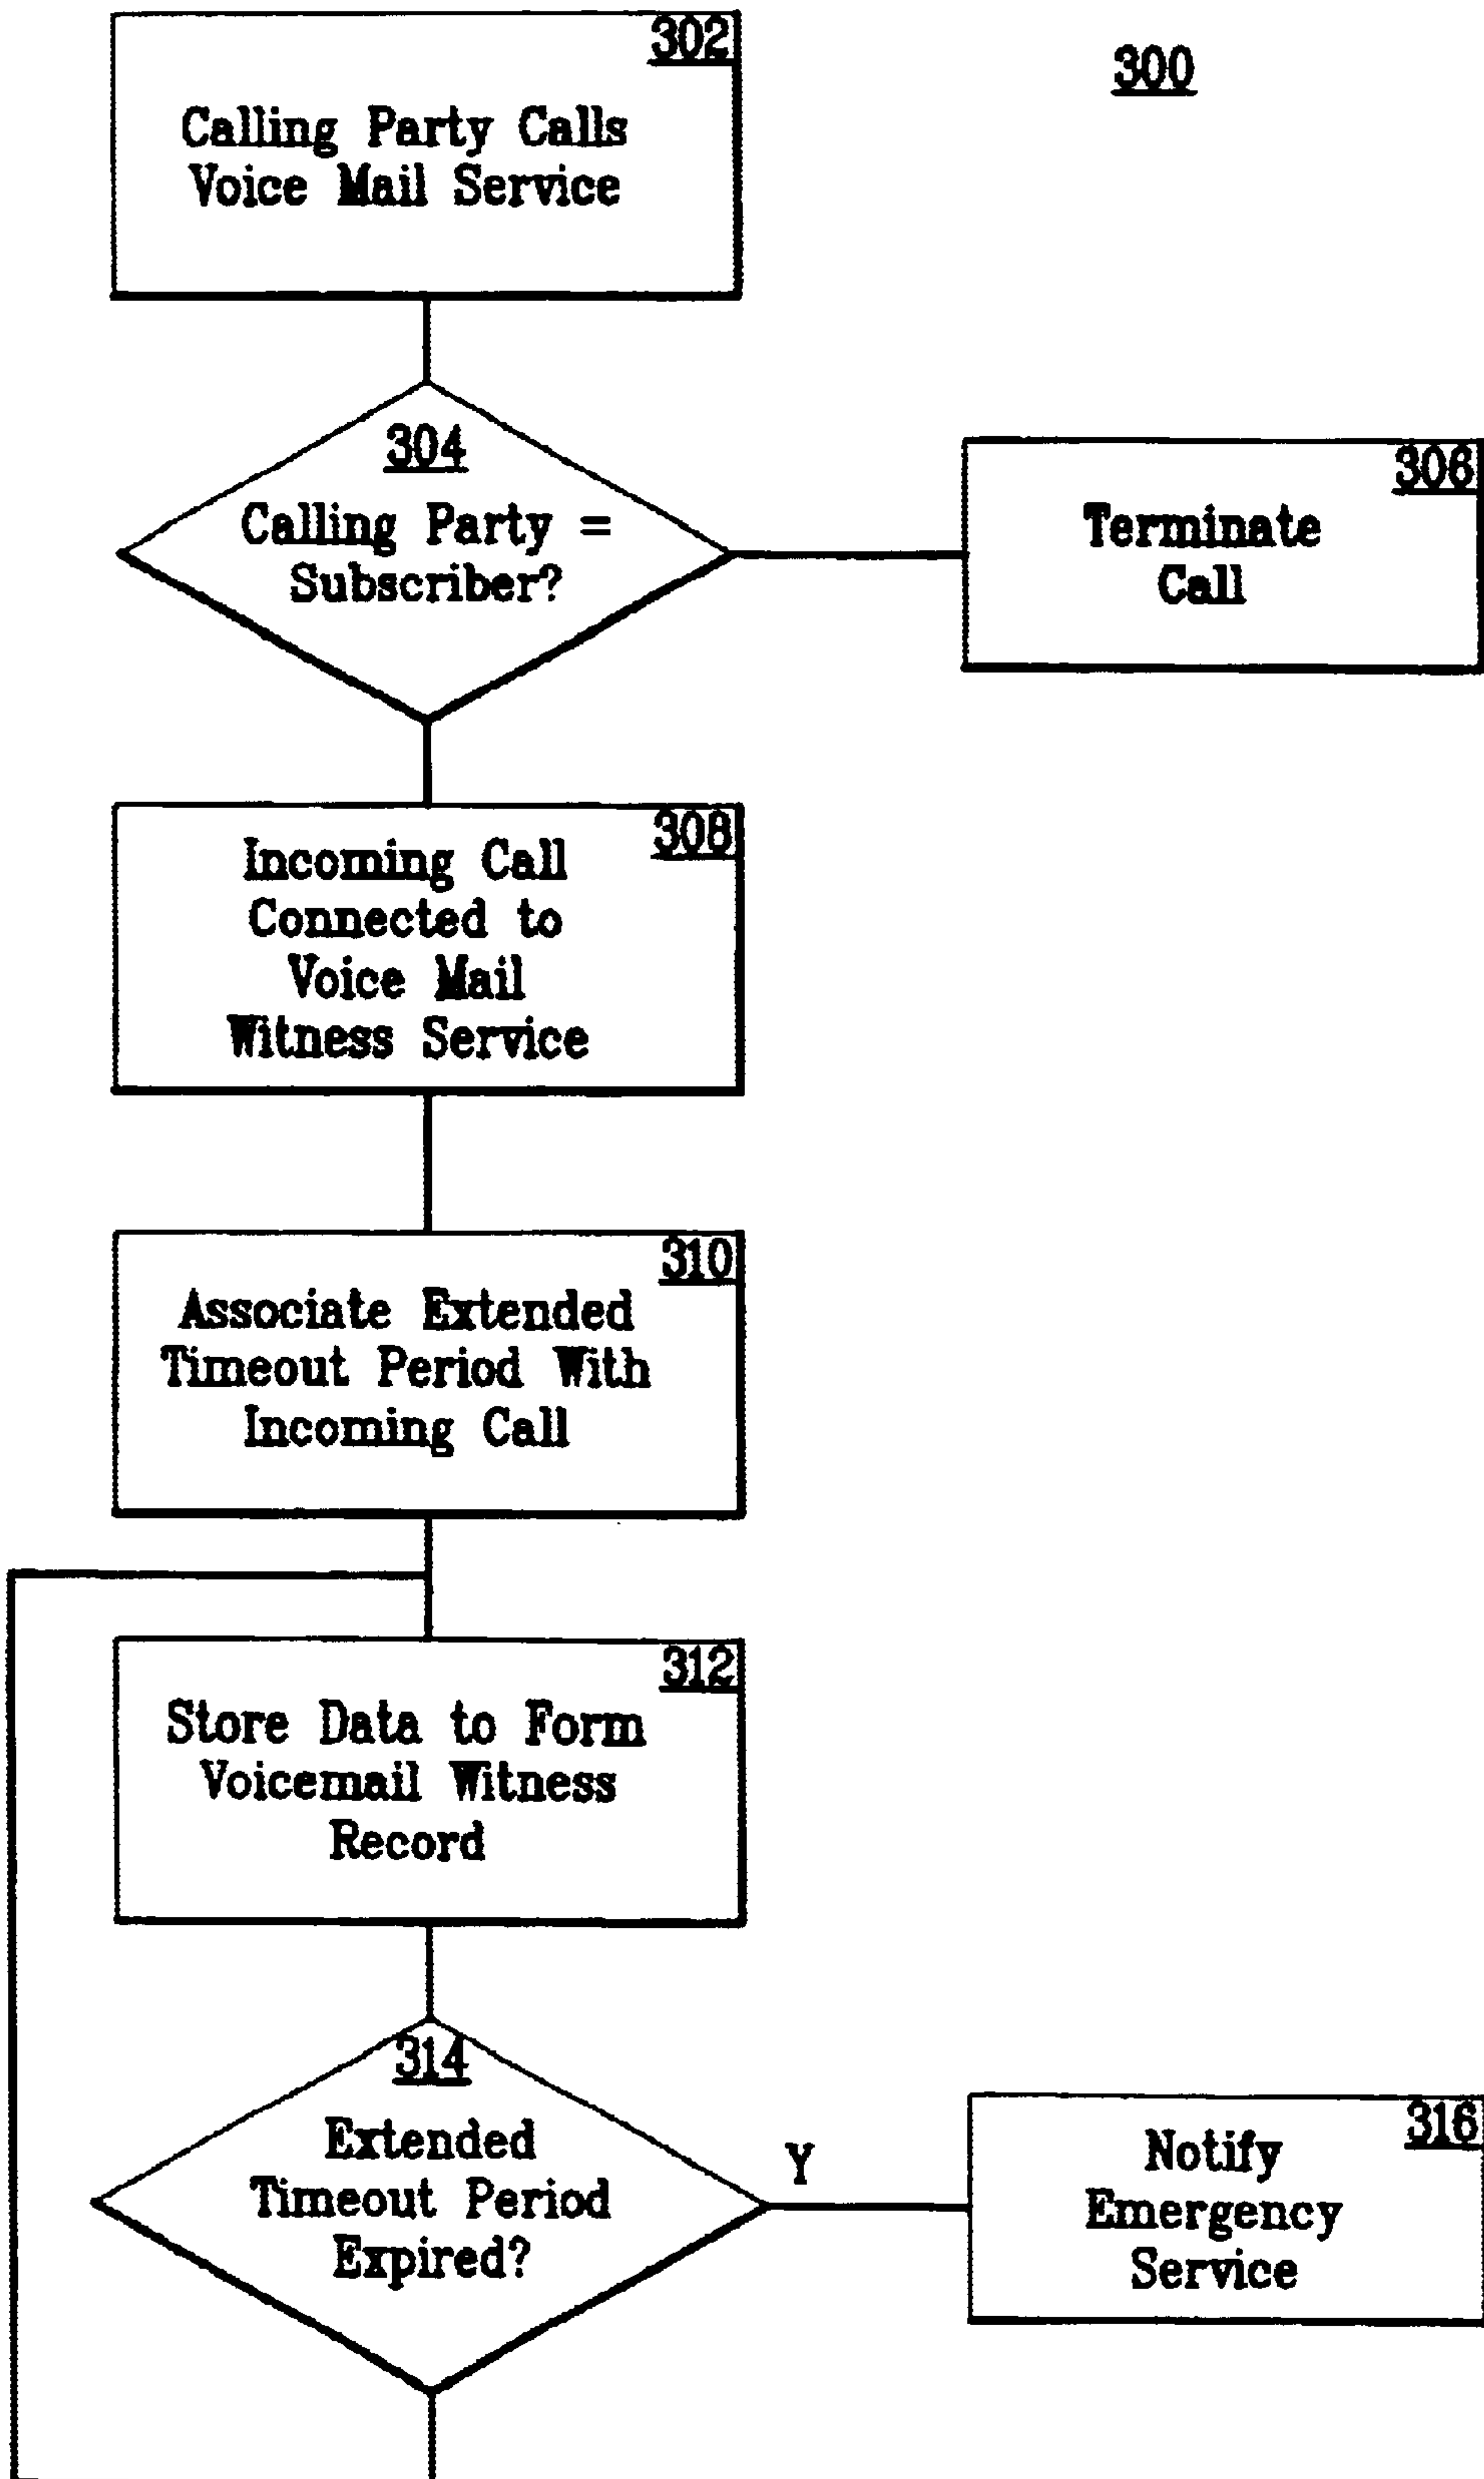 300
302
Calling Party Calls
Voice Mail Service
304
Calling Party =
Subscriber?
306
Terminate
Call
308
Incoming Call
Connected to
Voice Mail
Witness Service
310
Associate Extended
Timeout Period With
Incoming Call
312
Store Data to Form
Voicemail Witness
Record
314
Extended
Timeout Period
Expired?
Y
316
Notify
Emergency
Service